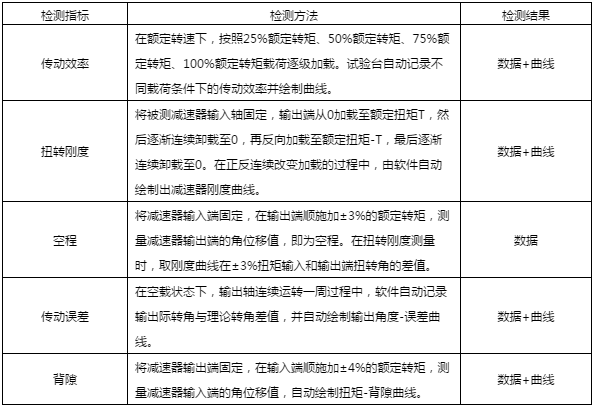 检测指标 检测方法 检测结果
传动效率
在额定转速下，按照25%额定转矩、50%额定转矩、75%额
定转矩、100%额定转矩载荷逐级加载。试验台自动记录不
同载荷条件下的传动效率并绘制曲线。
数据+曲线
扭转刚度
将被测减速器输入轴固定，输出端从0加载至额定扭矩T，然
后逐渐连续卸载至0，再反向加载至额定扭矩-T，最后逐渐
连续卸载至0。在正反连续改变加载的过程中，由软件自动
绘制出减速器刚度曲线。
数据+曲线
空程
将减速器输入端固定，在输出端顺施加±3%的额定转矩，测
量减速器输出端的角位移值，即为空程。在扭转刚度测量
时，取刚度曲线在±3%扭矩输入和输出端扭转角的差值。
数据
传动误差
在空载状态下，输出轴连续运转一周过程中，软件自动记录
输出际转角与理论转角差值，并自动绘制输出角度-误差曲
线。
数据+曲线
背隙
将减速器输出端固定，在输入端顺施加±4%的额定转矩，测
量减速器输入端的角位移值，自动绘制扭矩-背隙曲线。
数据+曲线